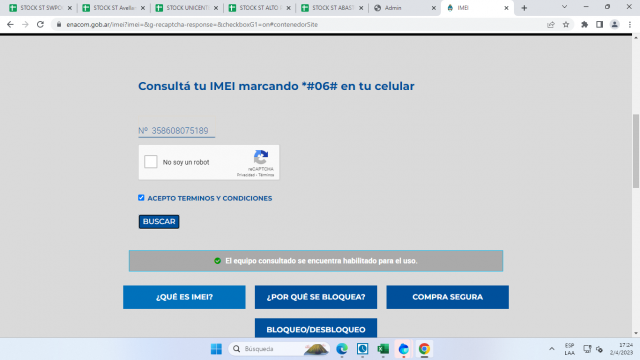 STOCK ST SWPO
STOCK ST Avella
STOCK UNICENTO
STOCK ST ALTO
STOCK ST ABAST
Admin
IMEI
enacom.gob.ar/imei?imei=&g-recaptcha-response=&checkboxG1=on#contenedorSite
Consultá tu IMEI marcando *#06# en tu celular
Nº 358608075189
No soy un robot
reCAPTCHA
Privacidad - Términos
ACEPTO TERMINOS Y CONDICIONES
BUSCAR
El equipo consultado se encuentra habilitado para el uso.
¿QUÉ ES IMEI?
¿POR QUÉ SE BLOQUEA?
COMPRA SEGURA
BLOQUEO/DESBLOQUEO
Búsqueda
ESP
LAA
17:24
2/4/2023